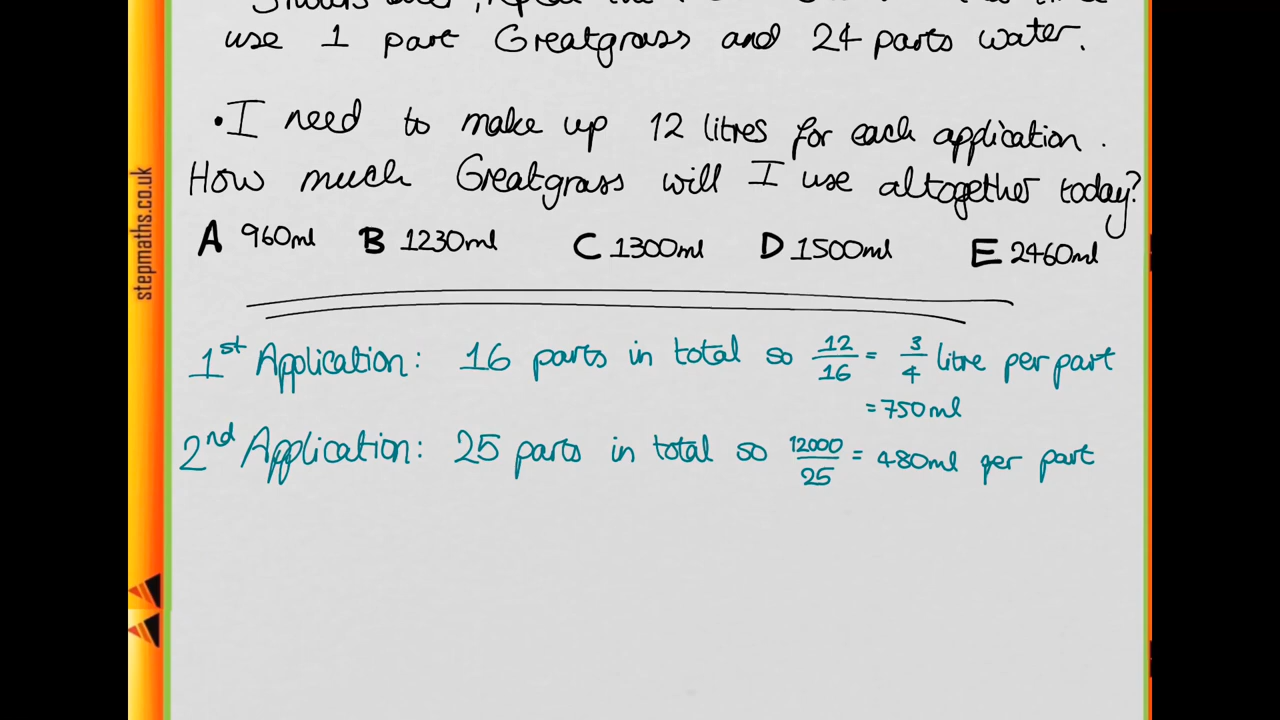 use 1 part Greatgrass and 24 parts water.
• I need to make up 12 litres for each application.
How much Greatgrass will I use altogether today?
A 960ml B 1230ml C 1300ml D 1500ml E 2460ml
1st Application: 16 parts in total so 12/16 = 3/4 litre per part
= 750ml
2nd Application: 25 parts in total so 12000/25 = 480ml per part
stepmaths.co.uk